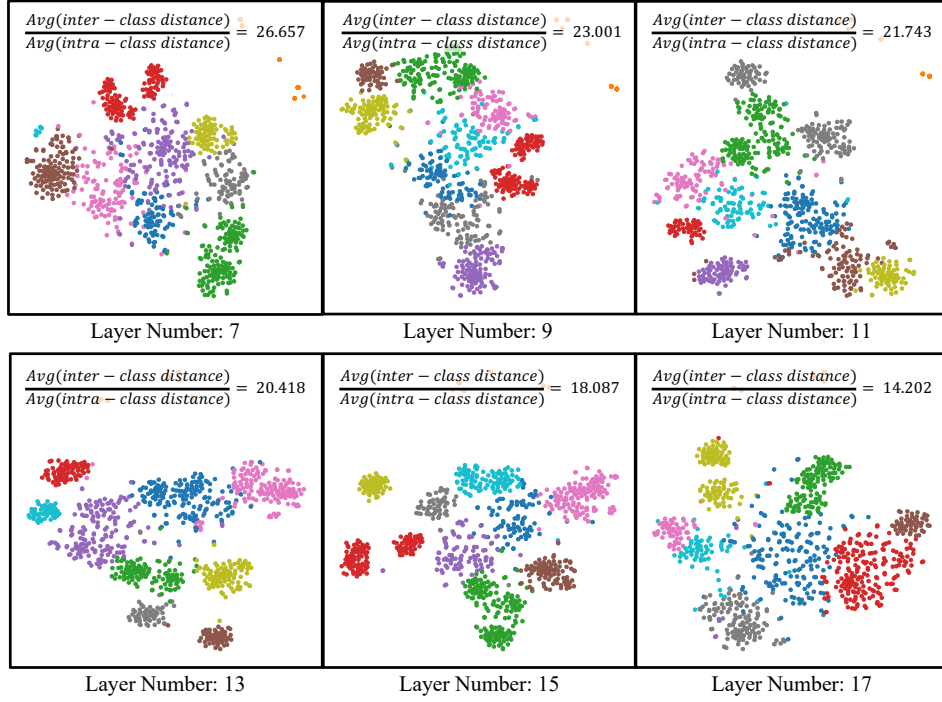 Avg(inter − class distance)
Avg(intra − class distance) = 26.657
Avg(inter − class distance)
Avg(intra − class distance) = 23.001
Avg(inter − class distance)
Avg(intra − class distance) = 21.743
Layer Number: 7
Layer Number: 9
Layer Number: 11
Avg(inter − class distance)
Avg(intra − class distance) = 20.418
Avg(inter − class distance)
Avg(intra − class distance) = 18.087
Avg(inter − class distance)
Avg(intra − class distance) = 14.202
Layer Number: 13
Layer Number: 15
Layer Number: 17